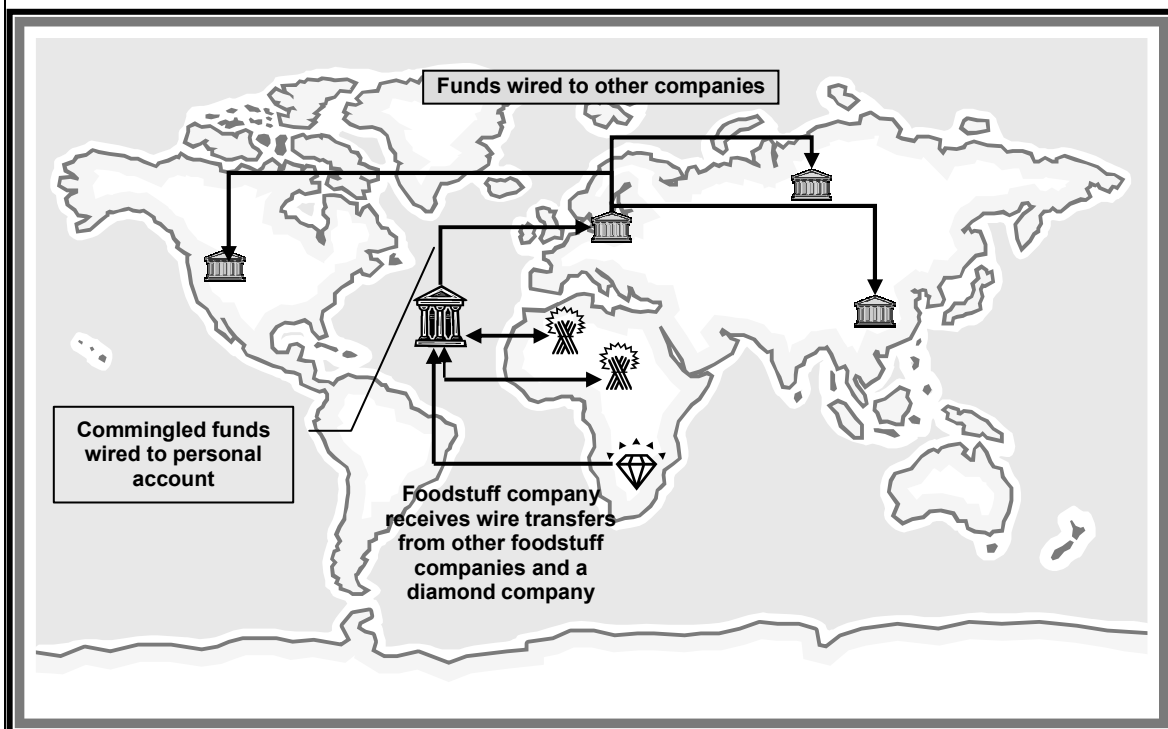 Funds wired to other companies
Commingled funds
wired to personal
account
Foodstuff company
receives wire transfers
from other foodstuff
companies and a
diamond company